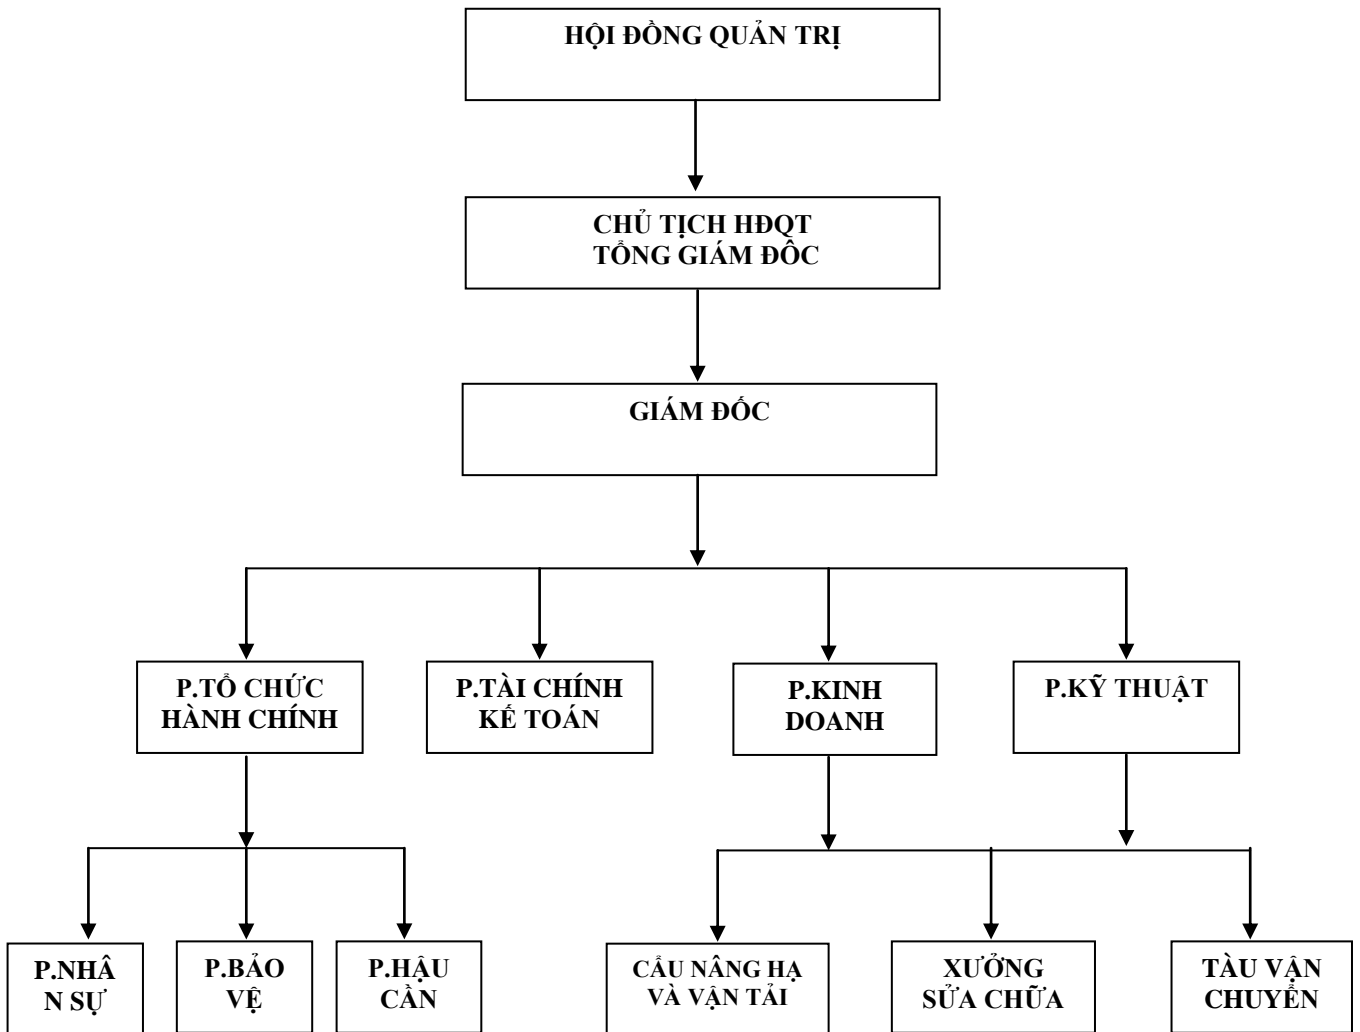 HỘI ĐỒNG QUẢN TRỊ
CHỦ TỊCH HĐQT
TỔNG GIÁM ĐỐC
GIÁM ĐỐC
P.TỔ CHỨC
HÀNH CHÍNH
P.TÀI CHÍNH
KẾ TOÁN
P.KINH
DOANH
P.KỸ THUẬT
P.NHÂ
N SỰ
P.BẢO
VỆ
P.HẬU
CẦN
CẨU NÂNG HẠ
VÀ VẬN TẢI
XƯỞNG
SỬA CHỮA
TÀU VẬN
CHUYỂN